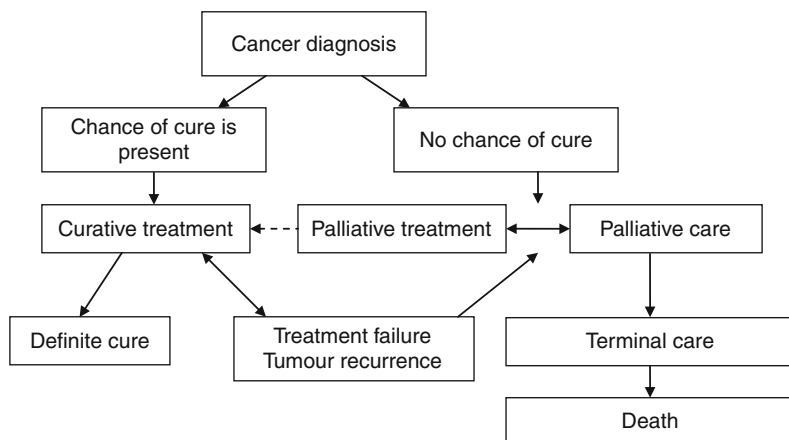 Cancer diagnosis
Chance of cure is
present
No chance of cure
Curative treatment
Palliative treatment
Palliative care
Definite cure
Treatment failure
Tumour recurrence
Terminal care
Death